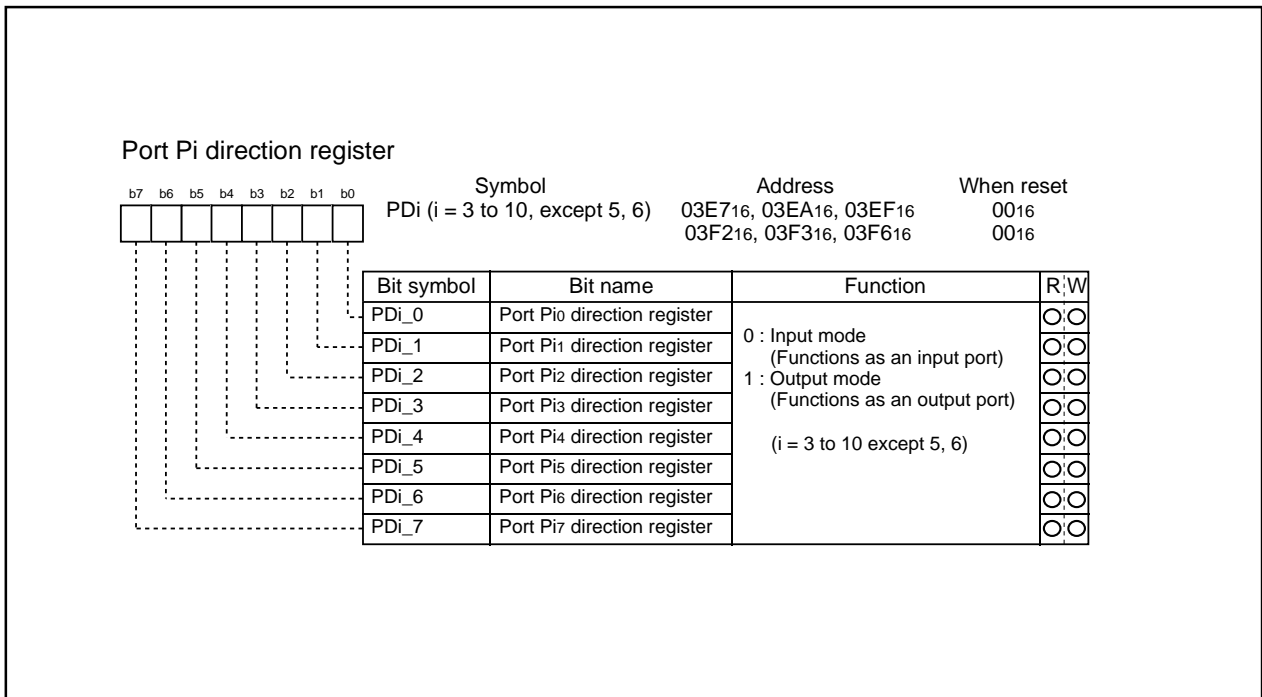 Port Pi direction register
b7 b6 b5 b4 b3 b2 b1 b0
Symbol Address When reset
PDi (i = 3 to 10, except 5, 6) 03E716, 03EA16, 03EF16 0016
03F216, 03F316, 03F616 0016
Bit symbol Bit name Function R W
PDi_0 Port Pi0 direction register
0 : Input mode
(Functions as an input port)
1 : Output mode
(Functions as an output port)
(i = 3 to 10 except 5, 6)
PDi_1 Port Pi1 direction register
PDi_2 Port Pi2 direction register
PDi_3 Port Pi3 direction register
PDi_4 Port Pi4 direction register
PDi_5 Port Pi5 direction register
PDi_6 Port Pi6 direction register
PDi_7 Port Pi7 direction register